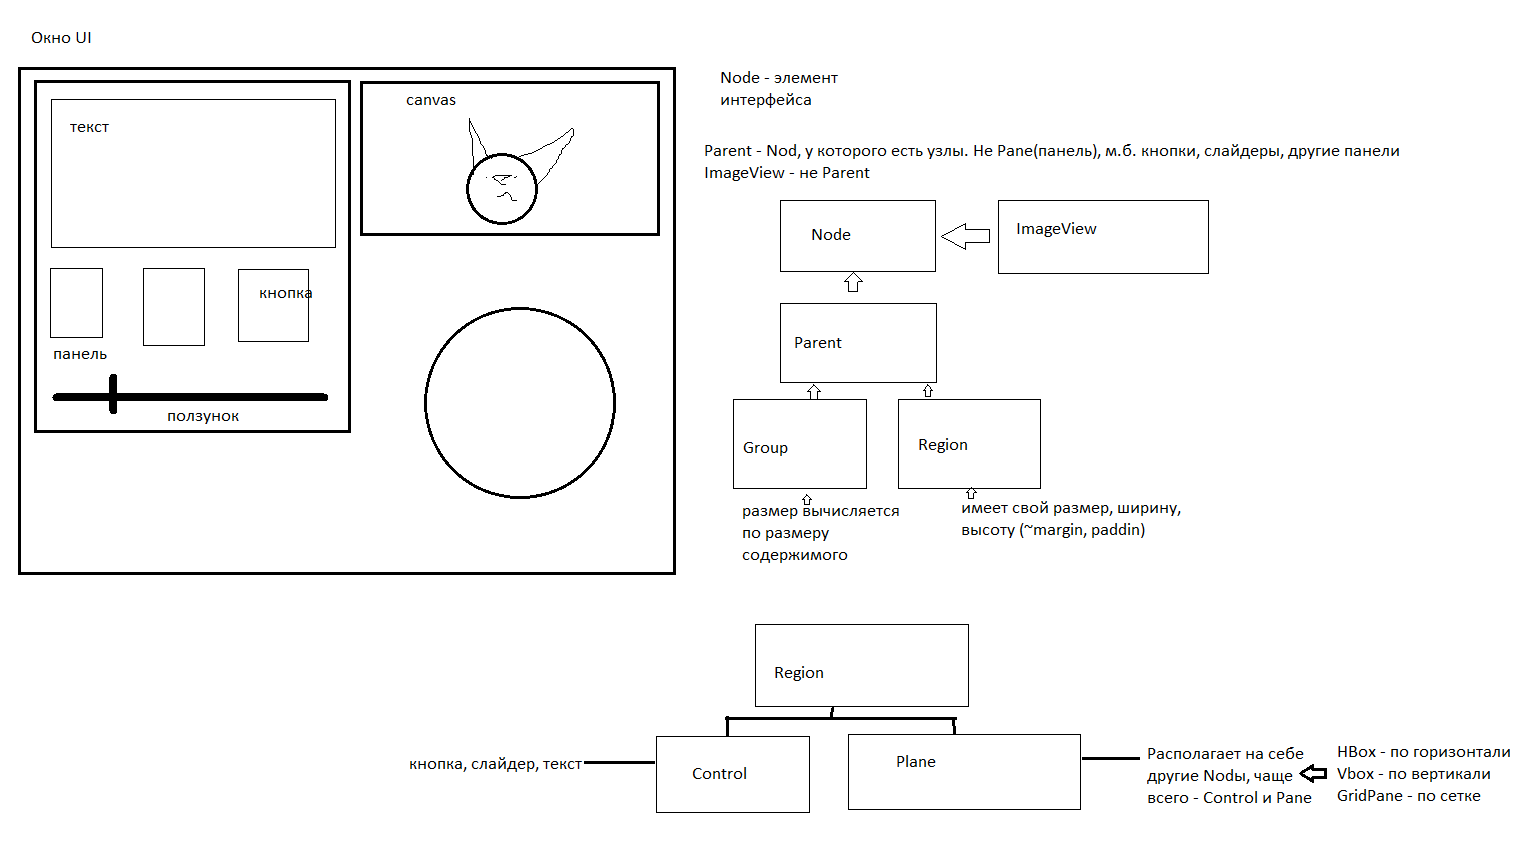 Окно UI
текст
canvas
кнопка
панель
ползунок
Node - элемент
интерфейса
Parent - Nod, у которого есть узлы. Не Pane(панель), м.б. кнопки, слайдеры, другие панели
ImageView - не Parent
Node
ImageView
Parent
Group
Region
размер вычисляется
по размеру
содержимого
имеет свой размер, ширину,
высоту (~margin, paddin)
Region
кнопка, слайдер, текст
Control
Plane
Располагает на себе
другие Nodы, чаще
всего - Control и Pane
HBox - по горизонтали
Vbox - по вертикали
GridPane - по сетке